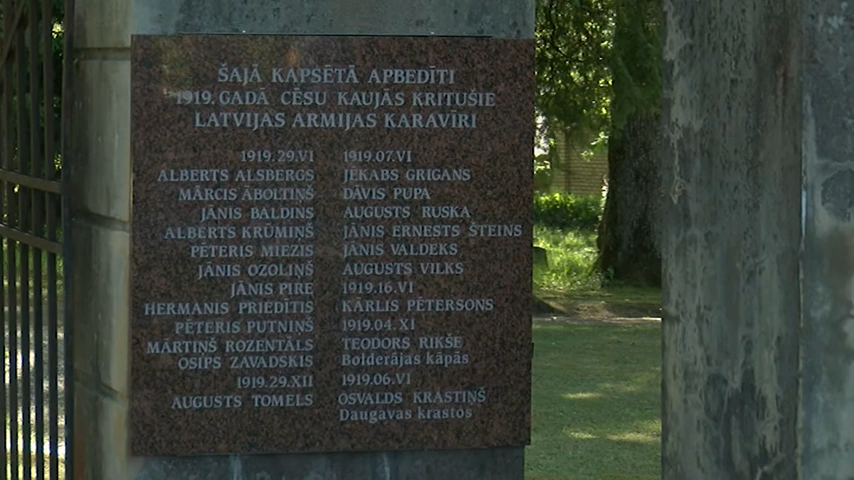 ŠAJĀ KAPSĒTĀ APBEDĪTI
1919. GADĀ CĒSU KAUJĀS KRITUŠIE
LATVIJAS ARMIJAS KARAVĪRI
1919.29.VI
ALBERTS ALSBERGS
MĀRCIS ĀBOLTIŅŠ
JĀNIS BALDIŅŠ
ALBERTS KRŪMIŅŠ
PĒTERIS MIEZIS
JĀNIS OZOLIŅŠ
JĀNIS PIRE
HERMANIS PRIEDĪTIS
PĒTERIS PUTNIŅŠ
MĀRTIŅŠ ROZENTĀLS
OSIPS ZAVADSKIS
1919.29.XII
AUGUSTS TOMELS
1919.07.VI
JĒKABS GRIGANS
DĀVIS PUPA
AUGUSTS RUSKA
JĀNIS ERNESTS ŠTEINS
JĀNIS VALDEKS
AUGUSTS VILKS
1919.16.VI
KĀRLIS PĒTERSONS
1919.04.XI
TEODORS RIKŠE
Bolderājas kāpās
1919.06.VI
OSVALDS KRASTIŅŠ
Daugavas krastos